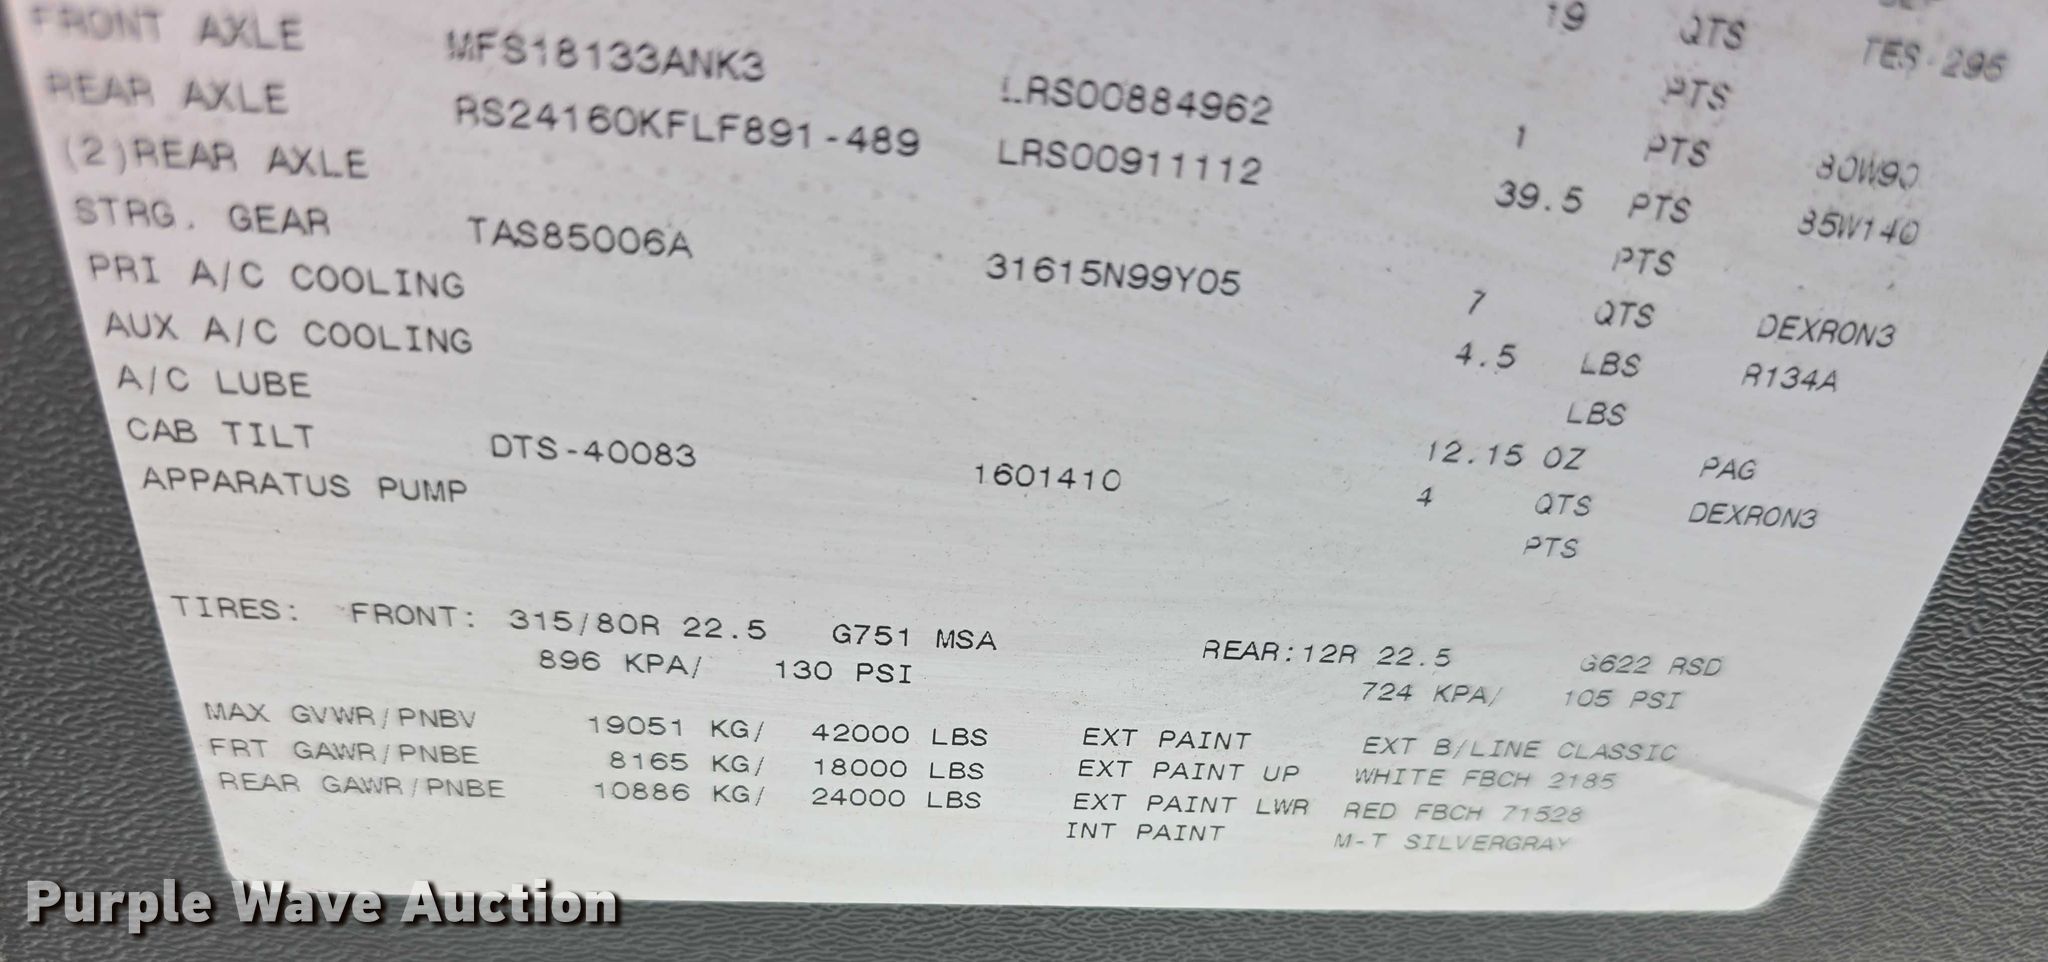 19 QTS TES-295
PTS
FRONT AXLE MFS18133ANK3 LRS00884962 1 PTS 80W90
REAR AXLE RS24160KFLF891-489 LRS00911112 39.5 PTS 85W140
(2)REAR AXLE PTS
STRG. GEAR TAS85006A 31615N99Y05 7 QTS DEXRON3
PRI A/C COOLING 4.5 LBS R134A
AUX A/C COOLING LBS
A/C LUBE 12.15 OZ PAG
CAB TILT DTS-40083 1601410 4 QTS DEXRON3
APPARATUS PUMP PTS
TIRES: FRONT: 315/80R 22.5 G751 MSA REAR:12R 22.5 G622 RSD
896 KPA/ 130 PSI 724 KPA/ 105 PSI
MAX GVWR/PNBV 19051 KG/ 42000 LBS EXT PAINT EXT B/LINE CLASSIC
FRT GAWR/PNBE 8165 KG/ 18000 LBS EXT PAINT UP WHITE FBCH 2185
REAR GAWR/PNBE 10886 KG/ 24000 LBS EXT PAINT LWR RED FBCH 71528
INT PAINT M-T SILVERGRAY
Purple Wave Auction